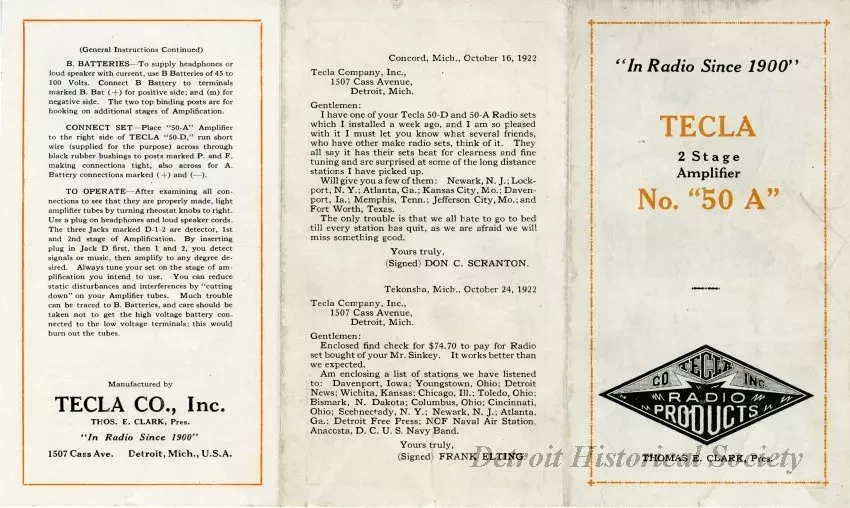 (General Instructions Continued)
B. BATTERIES—To supply headphones or
loud speaker with current, use B Batteries of 45 to
100 Volts. Connect B Battery to terminals
marked B. Bat (+) for positive side; and (m) for
negative side. The two top binding posts are for
hooking on additional stages of Amplification.
CONNECT SET—Place "50-A" Amplifier
to the right side of TECLA "50-D," run short
wire (supplied for the purpose) across through
black rubber bushings to posts marked P. and F.
making connections tight, also across for A.
Battery connections marked (+) and (—).
TO OPERATE—After examining all con-
nections to see that they are properly made, light
amplifier tubes by turning rheostat knobs to right.
Use a plug on headphones and loud speaker cords.
The three Jacks marked D-1-2 are detector, 1st
and 2nd stage of Amplification. By inserting
plug in Jack D first, then 1 and 2, you detect
signals or music, then amplify to any degree de-
sired. Always tune your set on the stage of am-
plification you intend to use. You can reduce
static disturbances and interferences by "cutting
down" on your Amplifier tubes. Much trouble
can be traced to B. Batteries, and care should be
taken not to get the high voltage battery con-
nected to the low voltage terminals; this would
burn out the tubes.
Manufactured by
TECLA CO., Inc.
THOS. E. CLARK, Pres.
"In Radio Since 1900"
1507 Cass Ave. Detroit, Mich., U.S.A.
Concord, Mich., October 16, 1922
Tecla Company, Inc.,
1507 Cass Avenue,
Detroit, Mich.
Gentlemen:
I have one of your Tecla 50-D and 50-A Radio sets
which I installed a week ago, and I am so pleased
with it I must let you know what several friends,
who have other make radio sets, think of it. They
all say it has their sets beat for clearness and fine
tuning and are surprised at some of the long distance
stations I have picked up.
Will give you a few of them: Newark, N. J.; Lock-
port, N. Y.; Atlanta, Ga.; Kansas City, Mo.; Daven-
port, Ia.; Memphis, Tenn.; Jefferson City, Mo.; and
Fort Worth, Texas.
The only trouble is that we all hate to go to bed
till every station has quit, as we are afraid we will
miss something good.
Yours truly,
(Signed) DON C. SCRANTON.
Tekonsha, Mich., October 24, 1922
Tecla Company, Inc.,
1507 Cass Avenue,
Detroit, Mich.
Gentlemen:
Enclosed find check for $74.70 to pay for Radio
set bought of your Mr. Sinkey. It works better than
we expected.
Am enclosing a list of stations we have listened
to: Davenport, Iowa; Youngstown, Ohio; Detroit
News; Wichita, Kansas; Chicago, Ill.; Toledo, Ohio;
Bismark, N. Dakota; Columbus, Ohio; Cincinnati,
Ohio; Scehnectady, N. Y.; Newark, N. J.; Atlanta,
Ga.; Detroit Free Press; NCF Naval Air Station,
Anacosta, D. C. U. S. Navy Band.
Yours truly,
(Signed) FRANK ELTING
"In Radio Since 1900"
TECLA
2 Stage
Amplifier
No. "50 A"
TECLA
CO. INC.
RADIO
PRODUCTS
THOMAS E. CLARK, Pres.
Detroit Historical Society